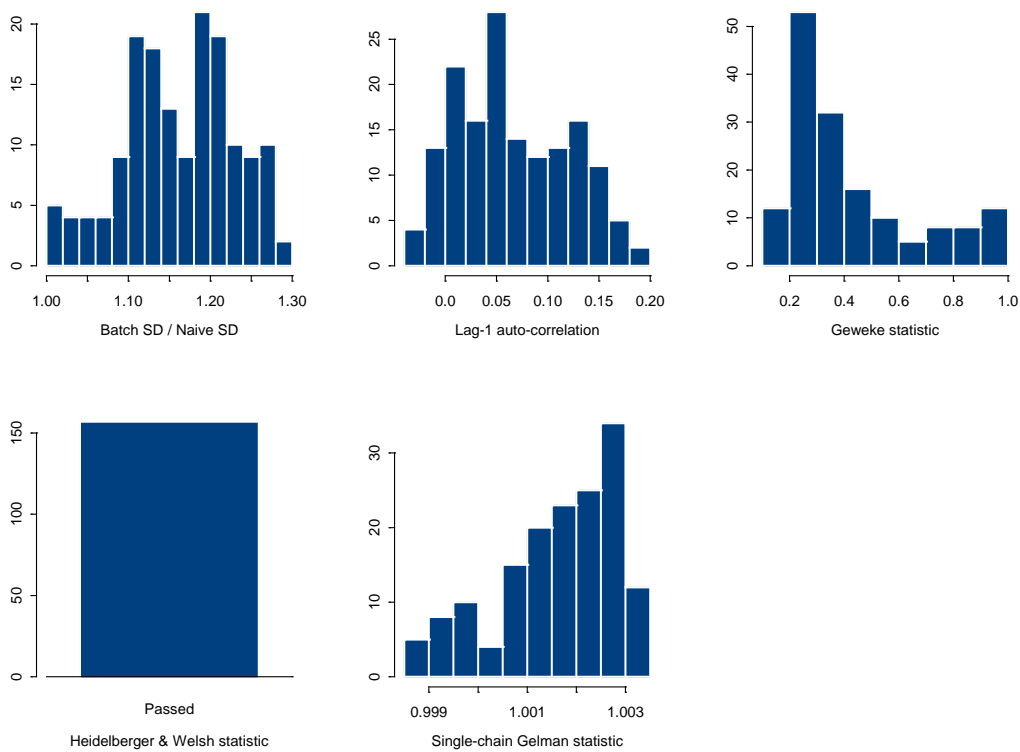 0 5 10 15 20
1.00 1.10 1.20 1.30
Batch SD / Naive SD
0 5 10 15 20 25
0.0 0.05 0.10 0.15 0.20
Lag-1 auto-correlation
0 10 20 30 40 50
0.2 0.4 0.6 0.8 1.0
Geweke statistic
0 50 100 150
Passed
Heidelberger & Welsh statistic
0 10 20 30
0.999 1.001 1.003
Single-chain Gelman statistic